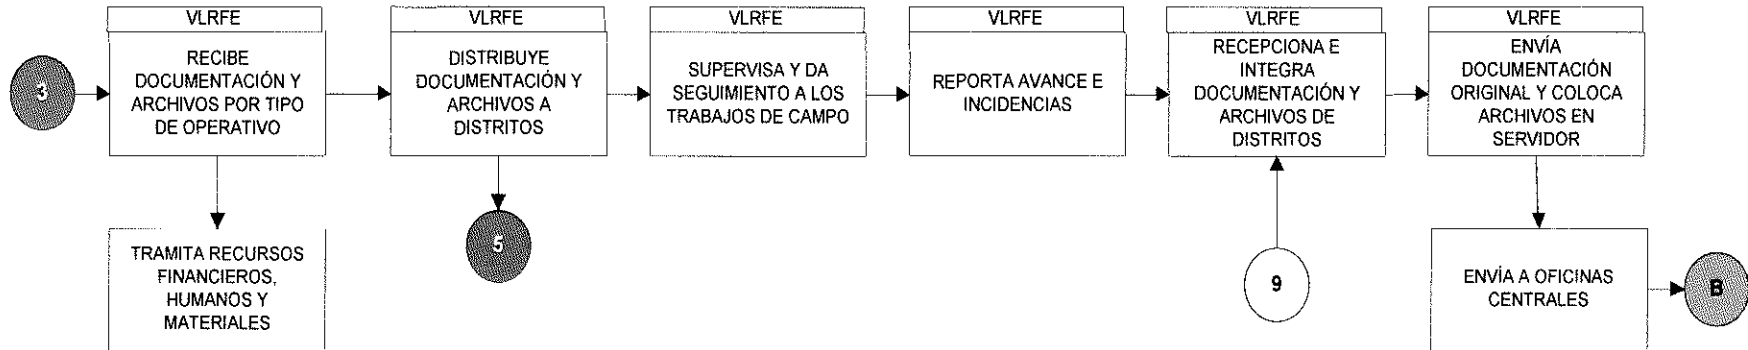 3
VLRFE
RECIBE
DOCUMENTACIÓN Y
ARCHIVOS POR TIPO
DE OPERATIVO
VLRFE
DISTRIBUYE
DOCUMENTACIÓN Y
ARCHIVOS A
DISTRITOS
VLRFE
SUPERVISA Y DA
SEGUIMIENTO A LOS
TRABAJOS DE CAMPO
VLRFE
REPORTA AVANCE E
INCIDENCIAS
VLRFE
RECEPCIONA E
INTEGRA
DOCUMENTACIÓN Y
ARCHIVOS DE
DISTRITOS
VLRFE
ENVÍA
DOCUMENTACIÓN
ORIGINAL Y COLOCA
ARCHIVOS EN
SERVIDOR
TRAMITA RECURSOS
FINANCIEROS,
HUMANOS Y
MATERIALES
5
9
ENVÍA A OFICINAS
CENTRALES
B